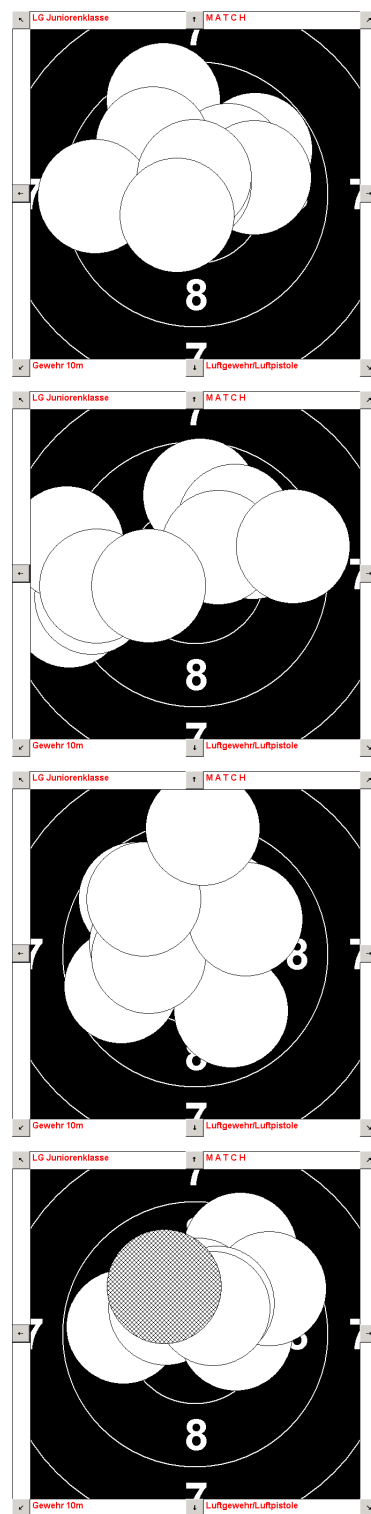 LG Juniorenklasse ↑ M A T C H
7
7 7
8
7
Gewehr 10m ↓ Luftgewehr/Luftpistole
LG Juniorenklasse ↑ M A T C H
7
7
8
7
Gewehr 10m ↓ Luftgewehr/Luftpistole
LG Juniorenklasse ↑ M A T C H
7 8 7
8
7
Gewehr 10m ↓ Luftgewehr/Luftpistole
LG Juniorenklasse ↑ M A T C H
7
7 8 7
8
7
Gewehr 10m ↓ Luftgewehr/Luftpistole